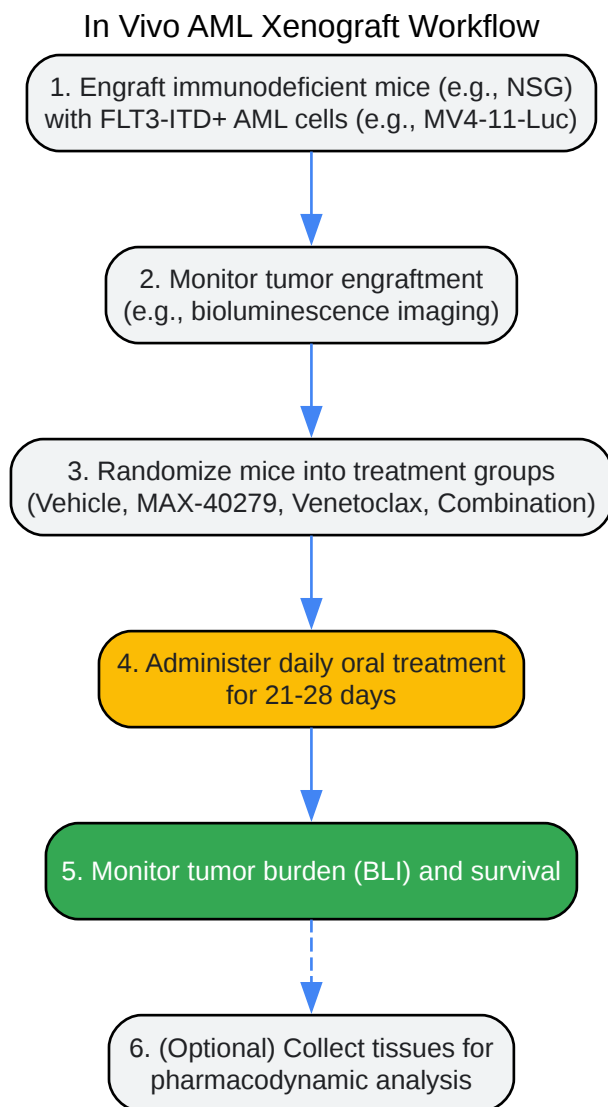 In Vivo AML Xenograft Workflow
1. Engraft immunodeficient mice (e.g., NSG)
with FLT3-ITD+ AML cells (e.g., MV4-11-Luc)
2. Monitor tumor engraftment
(e.g., bioluminescence imaging)
3. Randomize mice into treatment groups
(Vehicle, MAX-40279, Venetoclax, Combination)
4. Administer daily oral treatment
for 21-28 days
5. Monitor tumor burden (BLI) and survival
6. (Optional) Collect tissues for
pharmacodynamic analysis